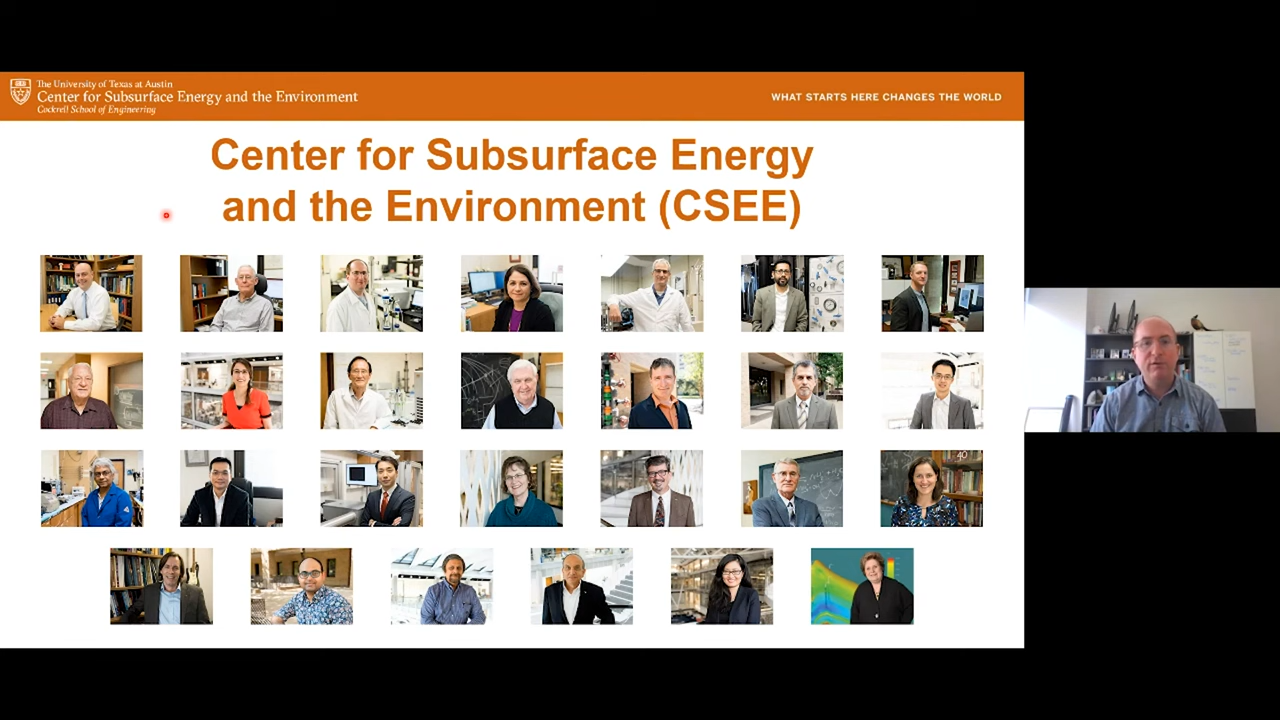 The University of Texas at Austin
Center for Subsurface Energy and the Environment
Cockrell School of Engineering
WHAT STARTS HERE CHANGES THE WORLD
Center for Subsurface Energy
and the Environment (CSEE)
40